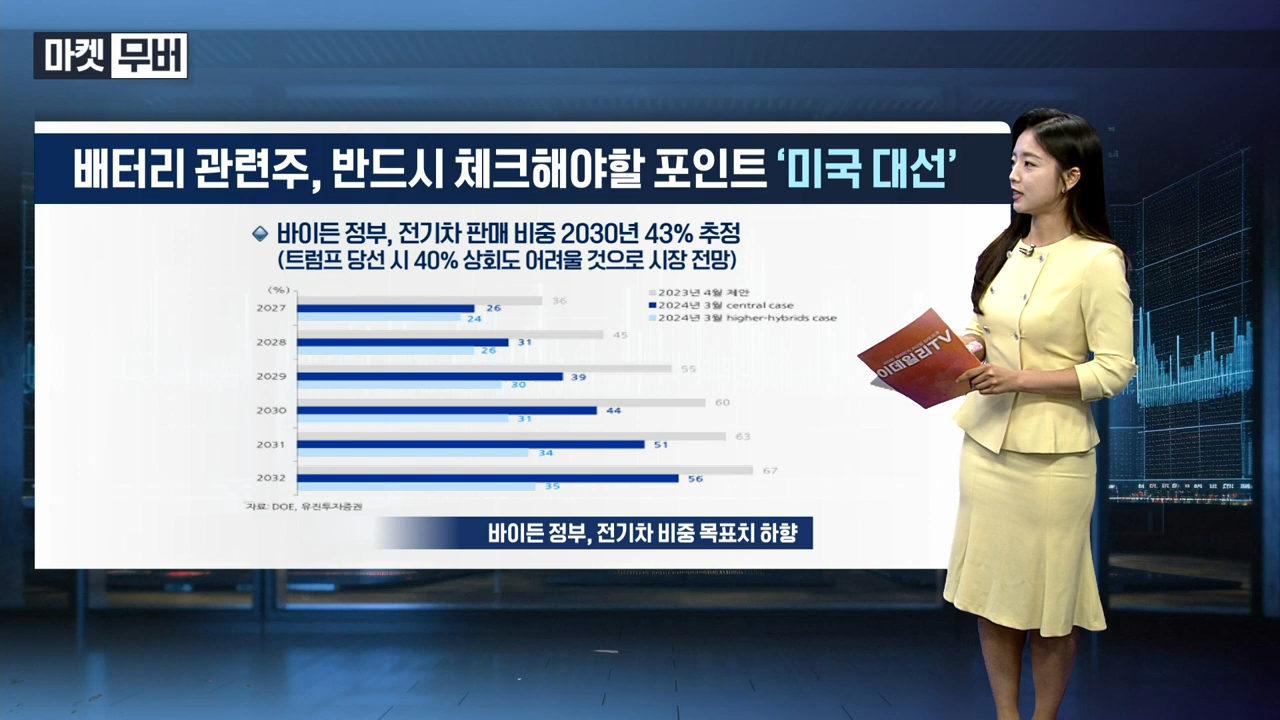 마켓무버
배터리 관련주, 반드시 체크해야할 포인트 ‘미국 대선’
바이든 정부, 전기차 판매 비중 2030년 43% 추정
(트럼프 당선 시 40% 상회도 어려울 것으로 시장 전망)
(%)
2023년 4월 제안
2024년 3월 central case
2024년 3월 higher-hybrids case
2027 36 26 24
2028 45 31 26
2029 55 39 30
2030 60 44 31
2031 63 51 34
2032 67 56 35
자료: DOE, 유진투자증권
바이든 정부, 전기차 비중 목표치 하향
이데일리TV